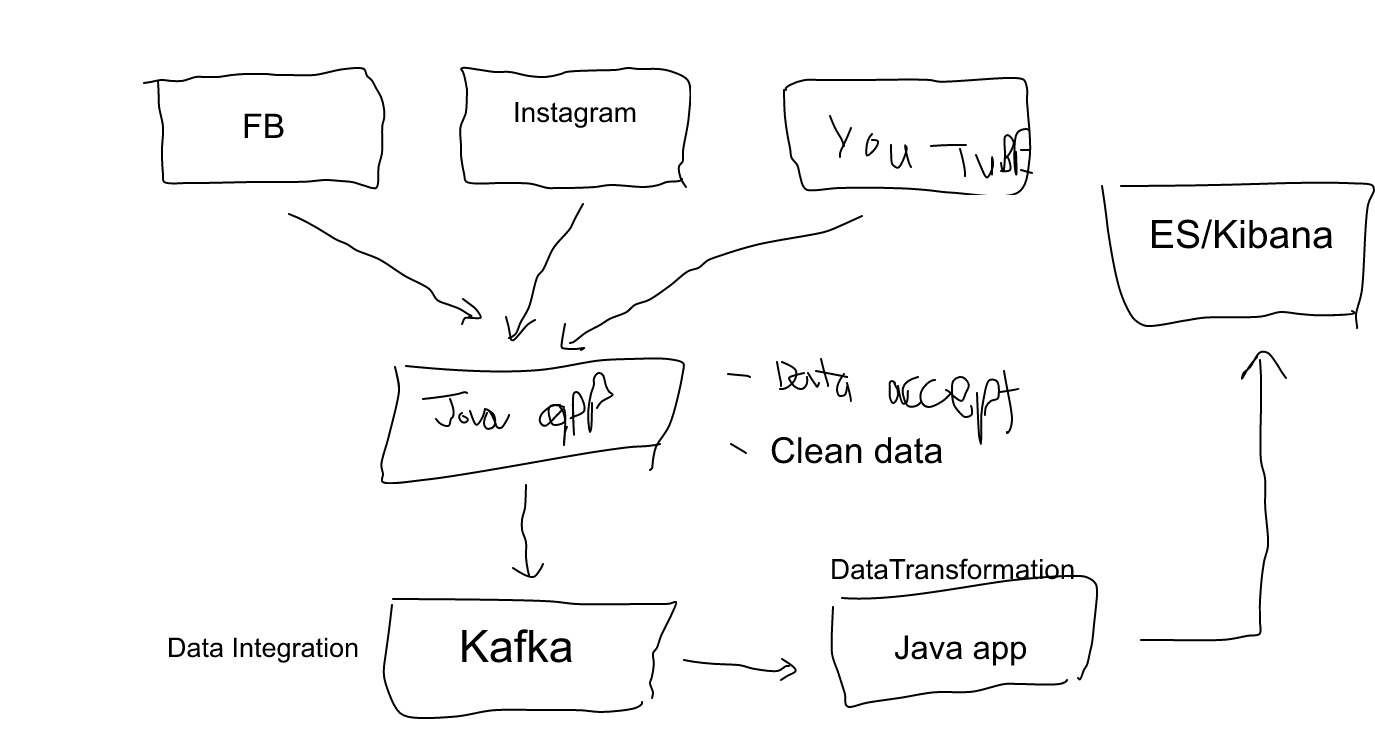 FB
Instagram
You TuBE
ES/Kibana
Java app
- Data accept
- Clean data
DataTransformation
Data Integration
Kafka
Java app